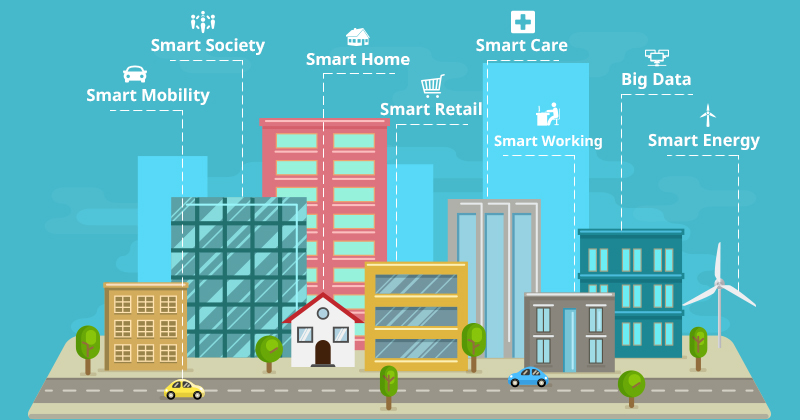 Smart Society
Smart Home
Smart Care
Smart Mobility
Smart Retail
Big Data
Smart Working
Smart Energy